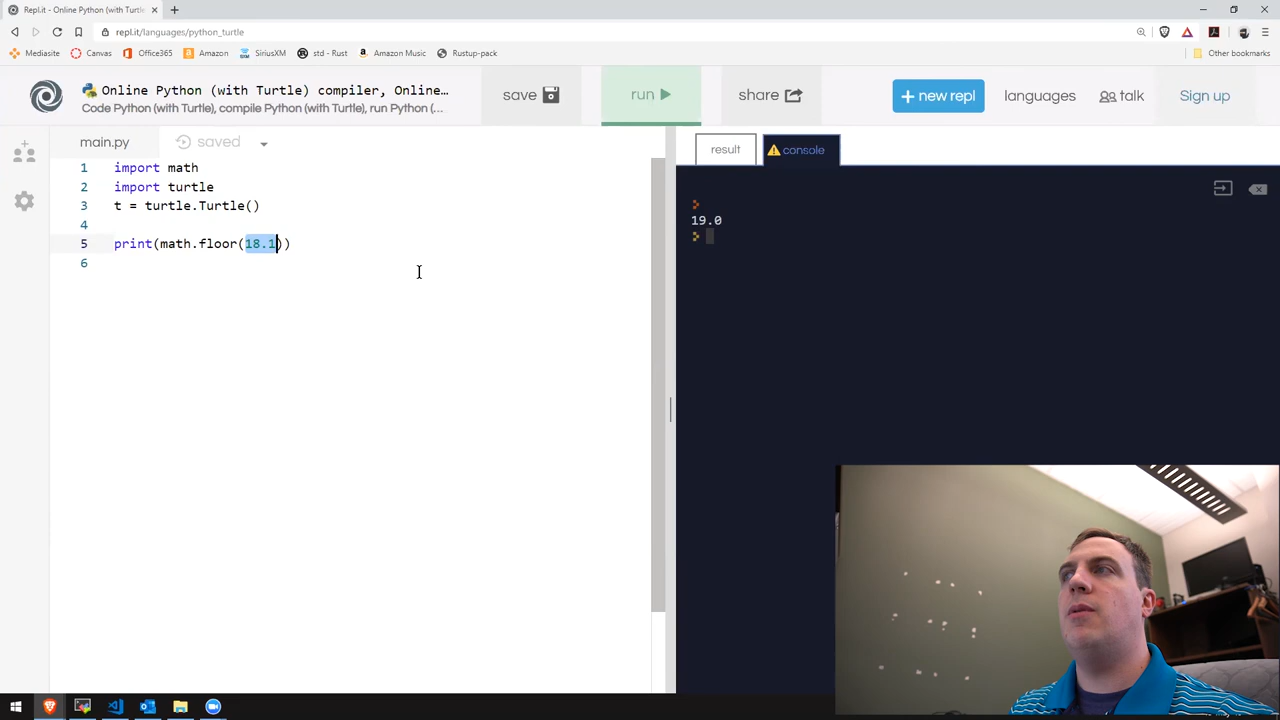 Repl.it - Online Python (with Turtle
repl.it/languages/python_turtle
Mediasite Canvas Office365 Amazon SiriusXM std - Rust Amazon Music Rustup-pack Other bookmarks
Online Python (with Turtle) compiler, Online...
Code Python (with Turtle), compile Python (with Turtle), run Python (...
save run share + new repl languages talk Sign up
main.py saved
result console
1 import math
2 import turtle
3 t = turtle.Turtle()
4
5 print(math.floor(18.1))
6
>
19.0
>